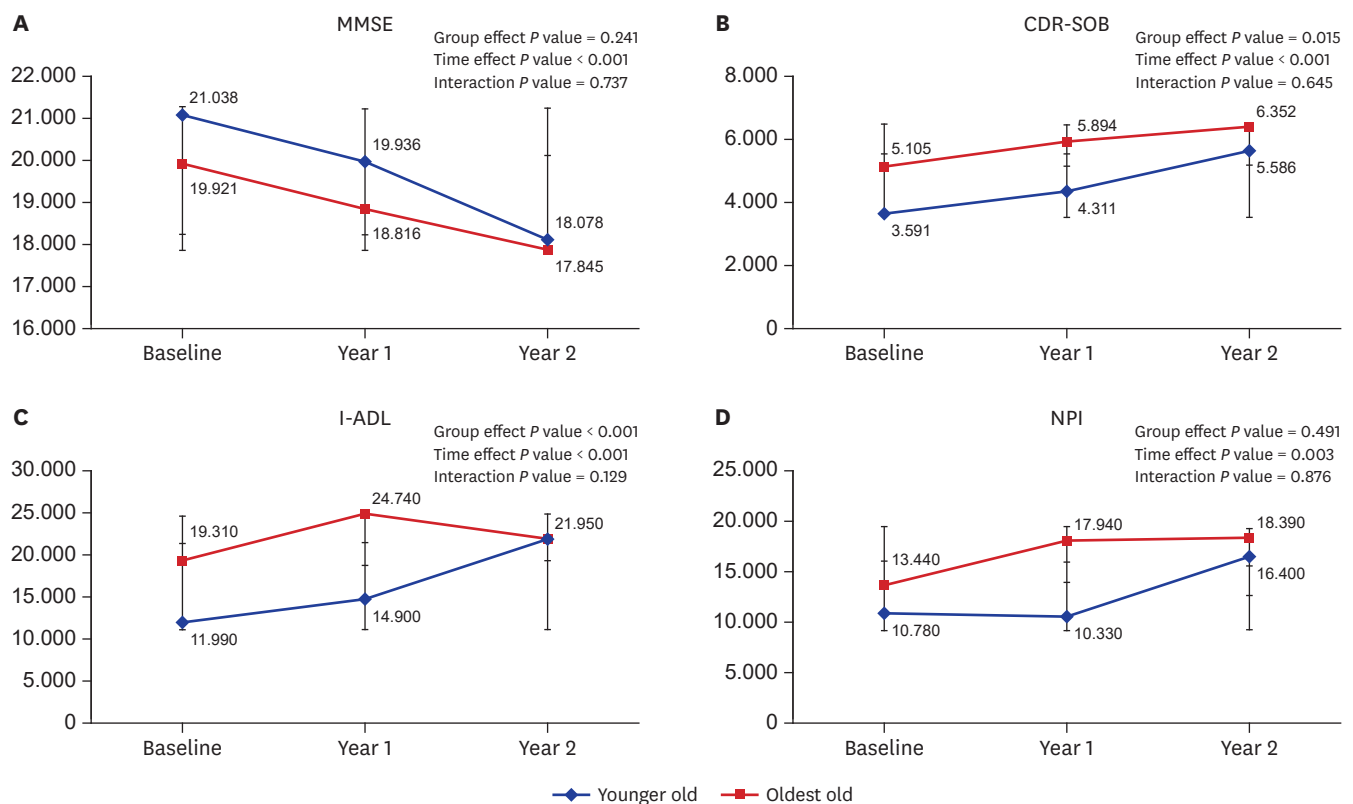 A
MMSE
Group effect P value = 0.241
Time effect P value < 0.001
Interaction P value = 0.737
22.000
21.000
20.000
19.000
18.000
17.000
16.000
21.038
19.936
18.078
19.921
18.816
17.845
Baseline
Year 1
Year 2
B
CDR-SOB
Group effect P value = 0.015
Time effect P value < 0.001
Interaction P value = 0.645
8.000
6.000
4.000
2.000
0
5.105
5.894
6.352
3.591
4.311
5.586
Baseline
Year 1
Year 2
C
I-ADL
Group effect P value < 0.001
Time effect P value < 0.001
Interaction P value = 0.129
30.000
25.000
20.000
15.000
10.000
5.000
0
19.310
24.740
21.950
11.990
14.900
Baseline
Year 1
Year 2
D
NPI
Group effect P value = 0.491
Time effect P value = 0.003
Interaction P value = 0.876
25.000
20.000
15.000
10.000
5.000
0
13.440
17.940
18.390
10.780
10.330
16.400
Baseline
Year 1
Year 2
Younger old
Oldest old